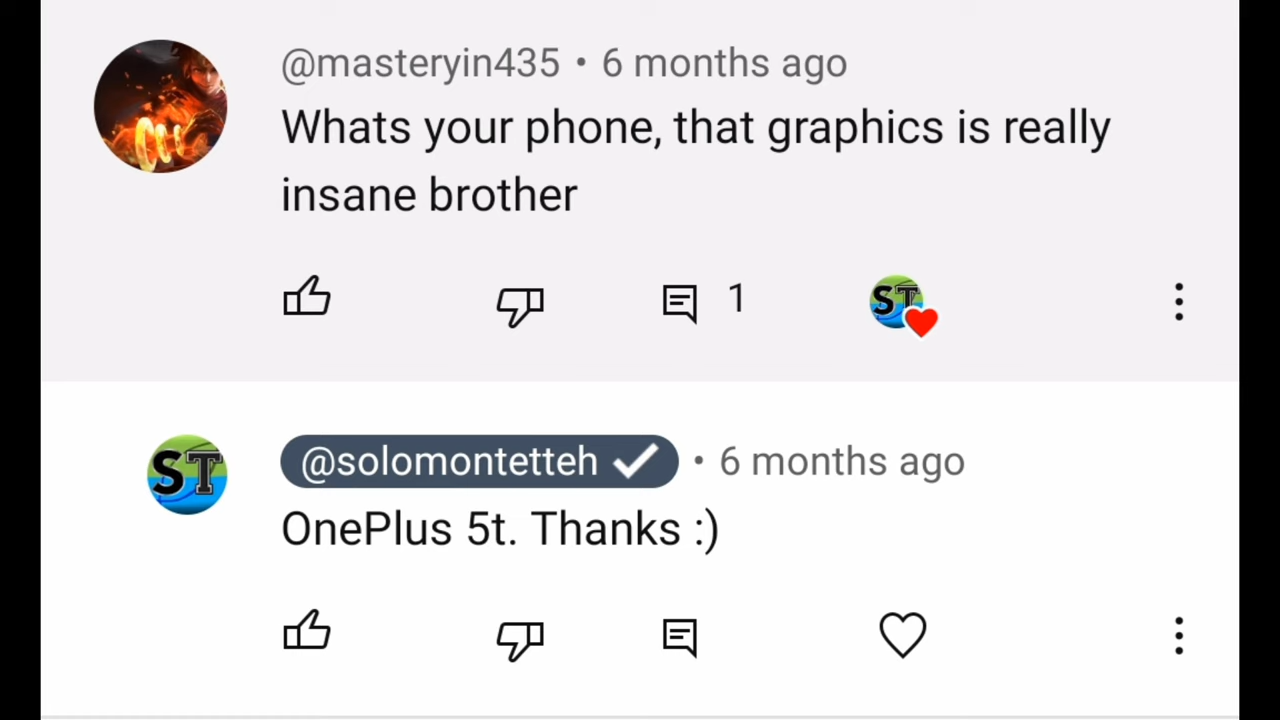 @masteryin435 • 6 months ago
Whats your phone, that graphics is really
insane brother
1
ST
ST
@solomontetteh • 6 months ago
OnePlus 5t. Thanks :)